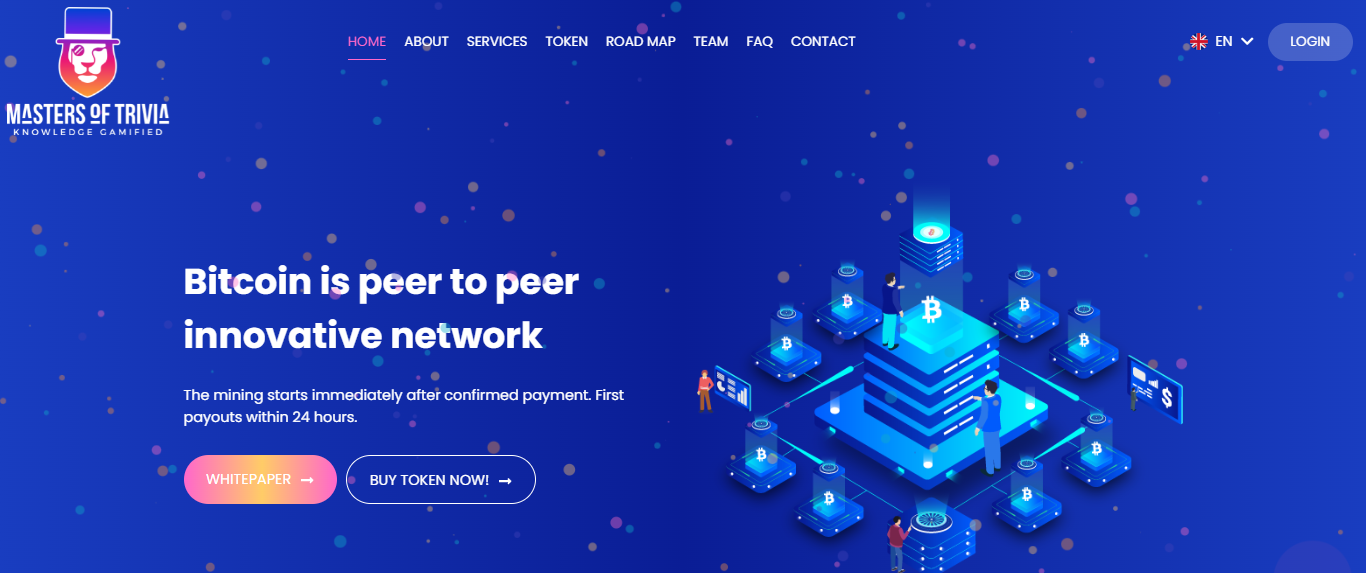 HOME ABOUT SERVICES TOKEN ROAD MAP TEAM FAQ CONTACT EN LOGIN
MASTERS OF TRIVIA
KNOWLEDGE GAMIFIED
Bitcoin is peer to peer
innovative network
The mining starts immediately after confirmed payment. First
payouts within 24 hours.
WHITEPAPER → BUY TOKEN NOW! →